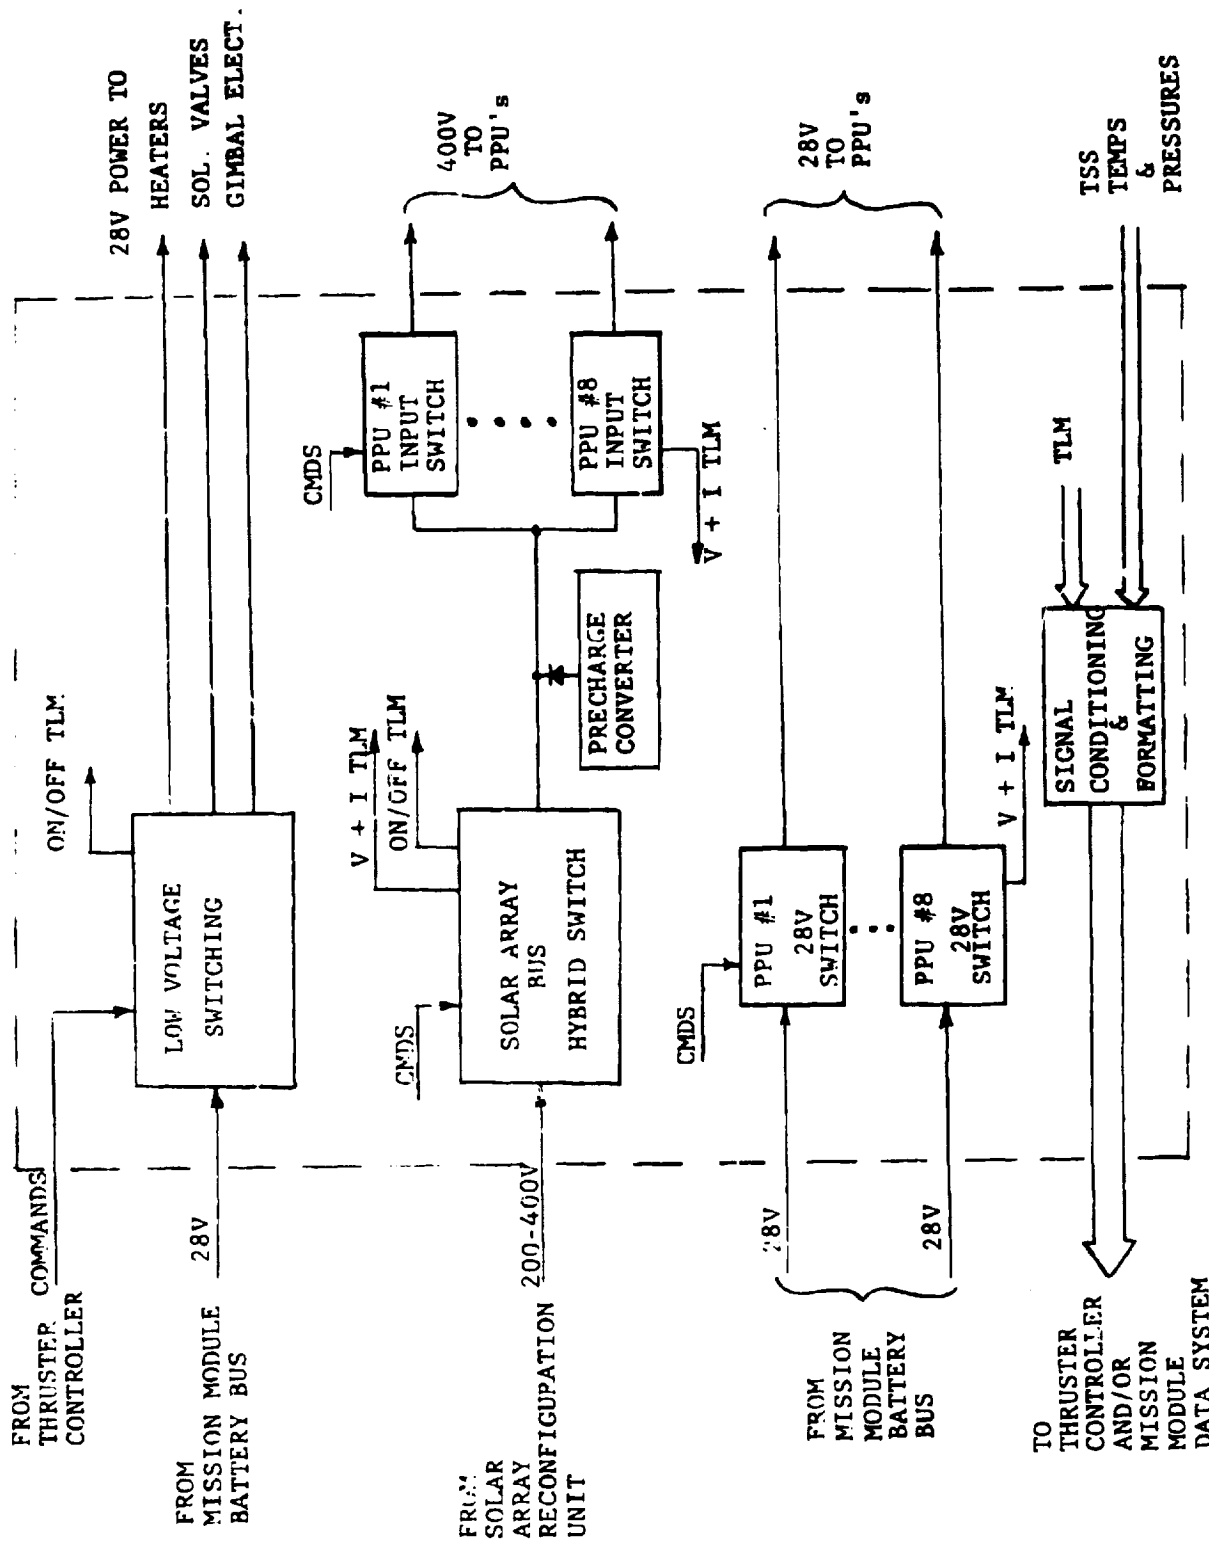 FROM
THRUSTER COMMANDS
CONTROLLER
ON/OFF TLM
28V POWER TO
HEATERS
SOL. VALVES
GIMBAL ELECT.
LOW VOLTAGE
SWITCHING
FROM
MISSION MODULE
BATTERY BUS
28V
V + I TLM
ON/OFF TLM
CMDS
SOLAR ARRAY
BUS
HYBRID SWITCH
FROM
SOLAR
ARRAY
RECONFIGUPATION
UNIT
200-400V
PRECHARGE
CONVERTER
CMDS
PPU #1
INPUT
SWITCH
PPU #8
INPUT
SWITCH
V + I TLM
400V
TO
PPU's
CMDS
PPU #1
28V
SWITCH
PPU #8
28V
SWITCH
V + I TLM
28V
28V
FROM
MISSION
MODULE
BATTERY
BUS
28V
TO
PPU's
TLM
TSS
TEMPS
&
PRESSURES
SIGNAL
CONDITIONING
&
FORMATTING
TO
THRUSTER
CONTROLLER
AND/OR
MISSION
MODULE
DATA SYSTEM